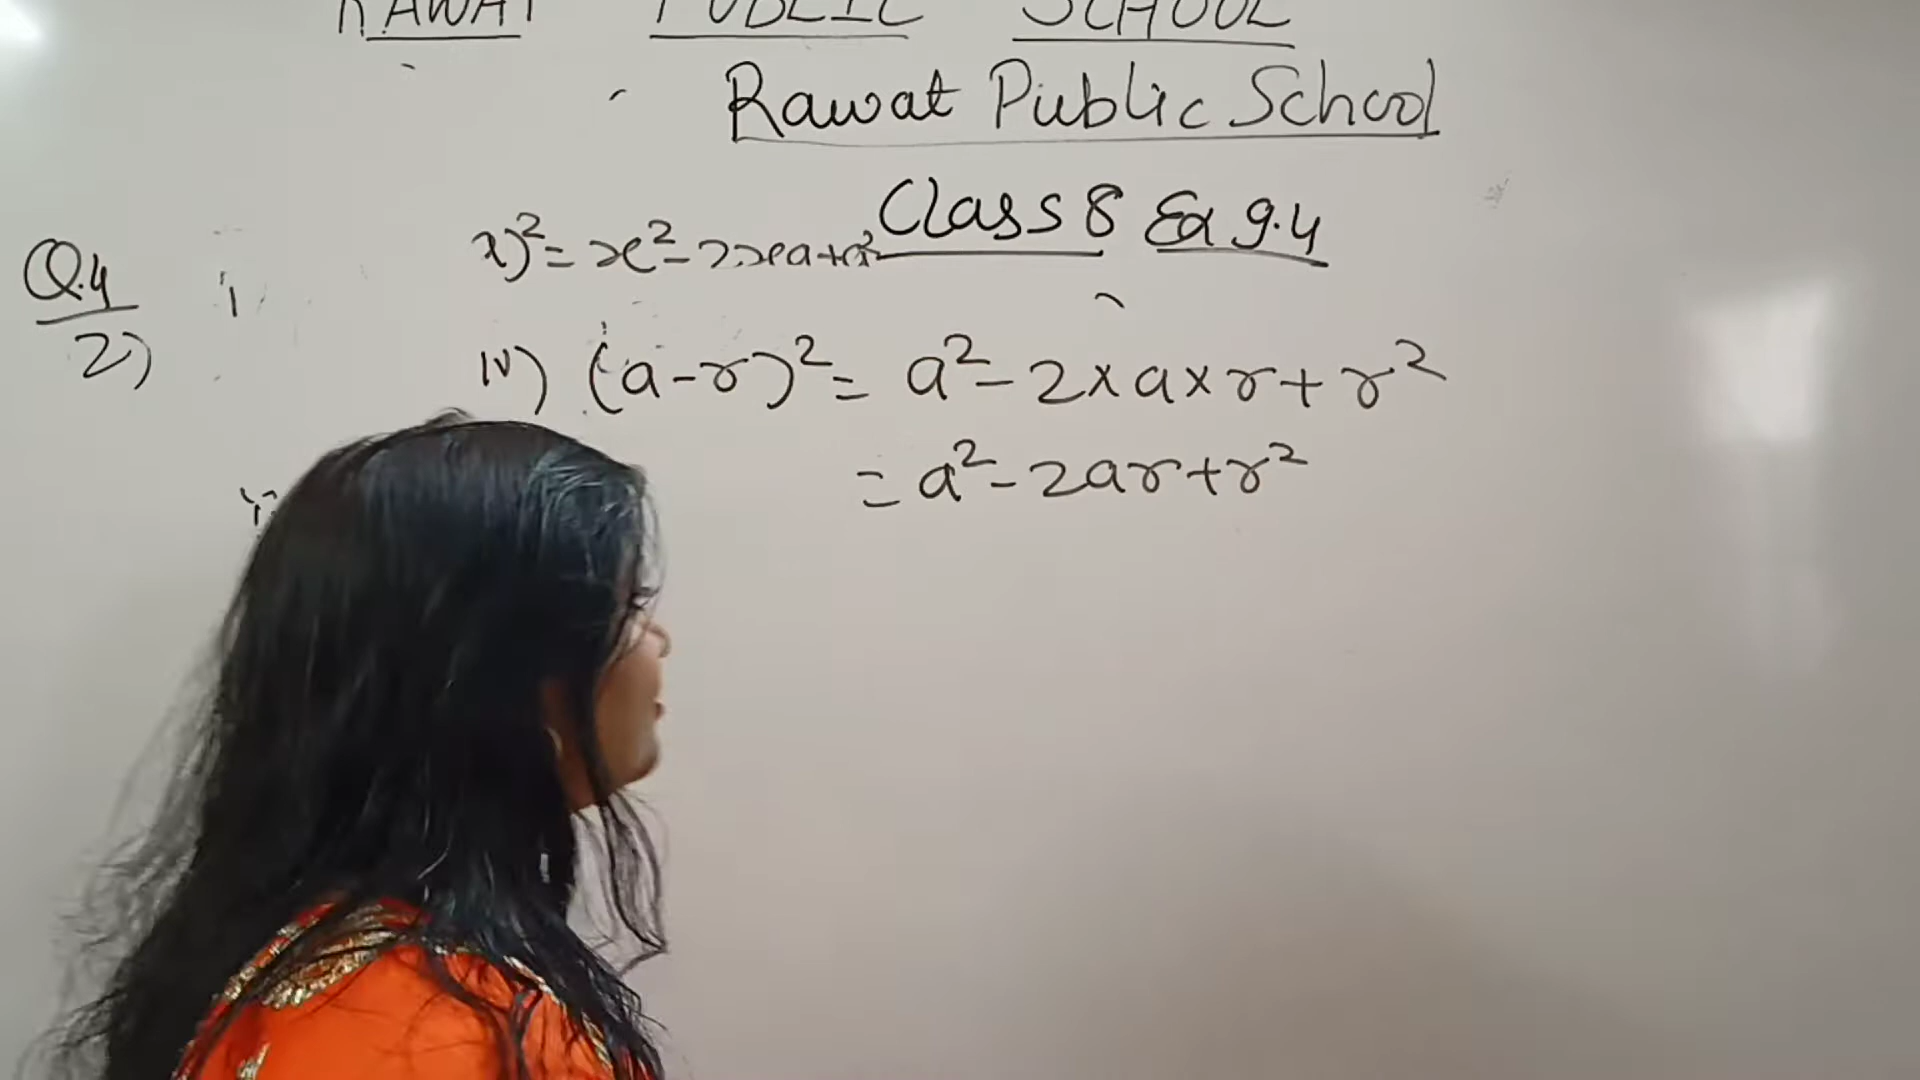 RAWAT PUBLIC SCHOOL
Rawat Public School
Class 8 Ex 9.4
Q.4
i
)² = x² - 2xa +
2)
iv) (a-r)² = a² - 2×a×r + r²
= a² - 2ar + r²